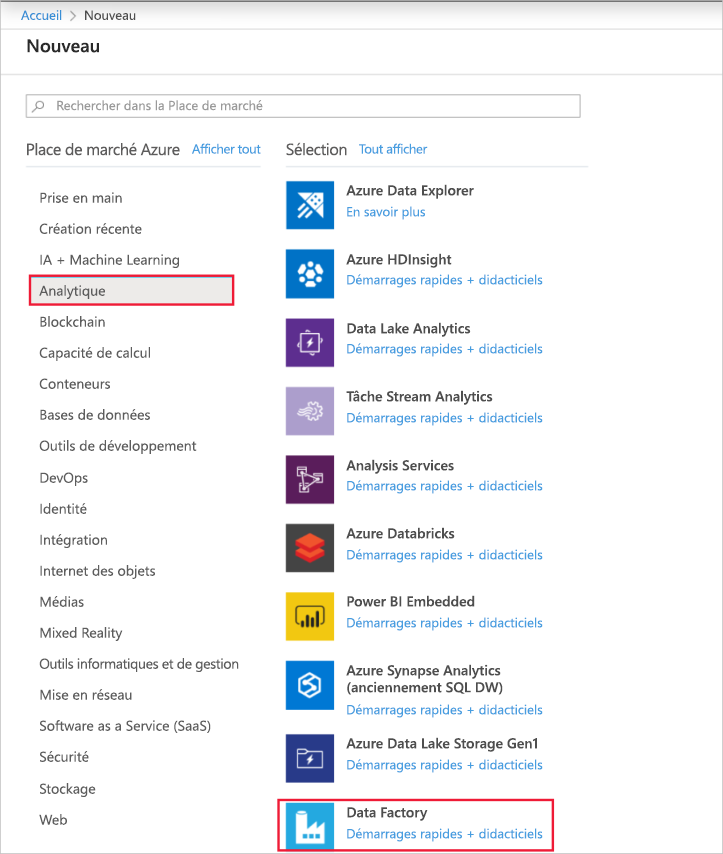 Accueil > Nouveau
Nouveau
Rechercher dans la Place de marché
Place de marché Azure Afficher tout
Prise en main
Création récente
IA + Machine Learning
Analytique
Blockchain
Capacité de calcul
Conteneurs
Bases de données
Outils de développement
DevOps
Identité
Intégration
Internet des objets
Médias
Mixed Reality
Outils informatiques et de gestion
Mise en réseau
Software as a Service (SaaS)
Sécurité
Stockage
Web
Sélection Tout afficher
Azure Data Explorer
En savoir plus
Azure HDInsight
Démarrages rapides + didacticiels
Data Lake Analytics
Démarrages rapides + didacticiels
Tâche Stream Analytics
Démarrages rapides + didacticiels
Analysis Services
Démarrages rapides + didacticiels
Azure Databricks
Démarrages rapides + didacticiels
Power BI Embedded
Démarrages rapides + didacticiels
Azure Synapse Analytics
(anciennement SQL DW)
Démarrages rapides + didacticiels
Azure Data Lake Storage Gen1
Démarrages rapides + didacticiels
Data Factory
Démarrages rapides + didacticiels